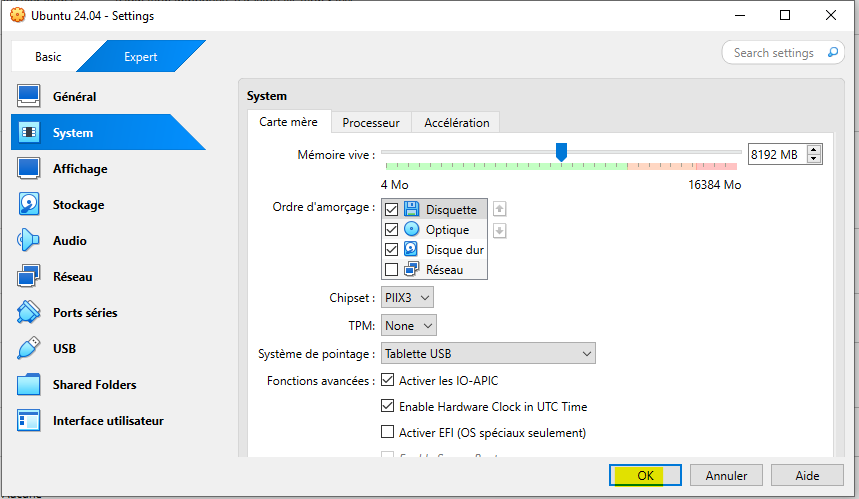 Ubuntu 24.04 - Settings
Basic
Expert
Search settings
Général
System
Affichage
Stockage
Audio
Réseau
Ports séries
USB
Shared Folders
Interface utilisateur
System
Carte mère
Processeur
Accélération
Mémoire vive :
8192 MB
4 Mo
16384 Mo
Ordre d'amorçage :
Disquette
Optique
Disque dur
Réseau
Chipset :
PIIX3
TPM:
None
Système de pointage :
Tablette USB
Fonctions avancées :
Activer les IO-APIC
Enable Hardware Clock in UTC Time
Activer EFI (OS spéciaux seulement)
OK
Annuler
Aide